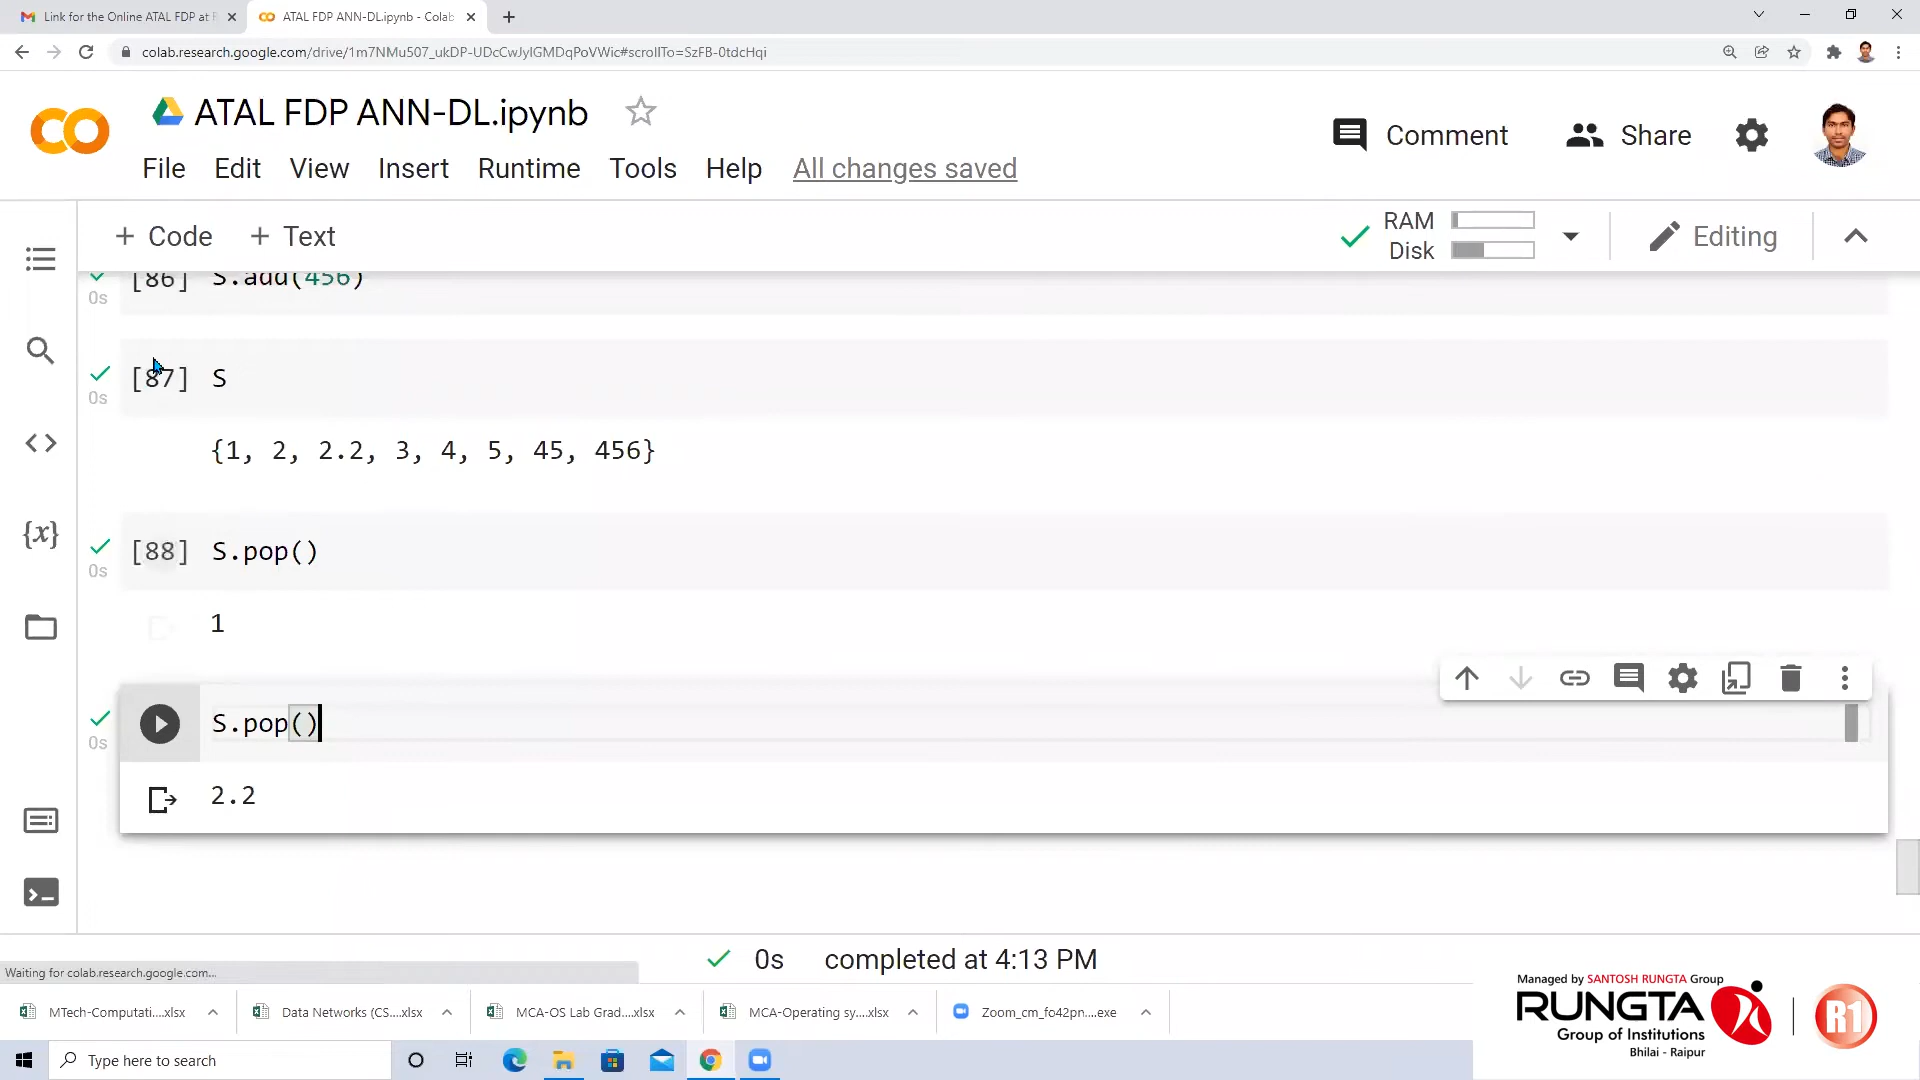 Link for the Online ATAL FDP at
ATAL FDP ANN-DL.ipynb - Colab
colab.research.google.com/drive/1m7NMu507_ukDP-UDcCwJyIGMDqPoVWic#scrollTo=SzFB-0tdcHqi
ATAL FDP ANN-DL.ipynb
Comment
Share
File Edit View Insert Runtime Tools Help All changes saved
+ Code + Text
RAM
Disk
Editing
[86] S.add(456)
0s
[87] S
0s
{1, 2, 2.2, 3, 4, 5, 45, 456}
[88] S.pop()
0s
1
S.pop()
0s
2.2
0s completed at 4:13 PM
Waiting for colab.research.google.com...
MTech-Computati....xlsx
Data Networks (CS....xlsx
MCA-OS Lab Grad....xlsx
MCA-Operating sy....xlsx
Zoom_cm_fo42pn....exe
Type here to search
Managed by SANTOSH RUNGTA Group
RUNGTA
Group of Institutions
Bhilai - Raipur
R1